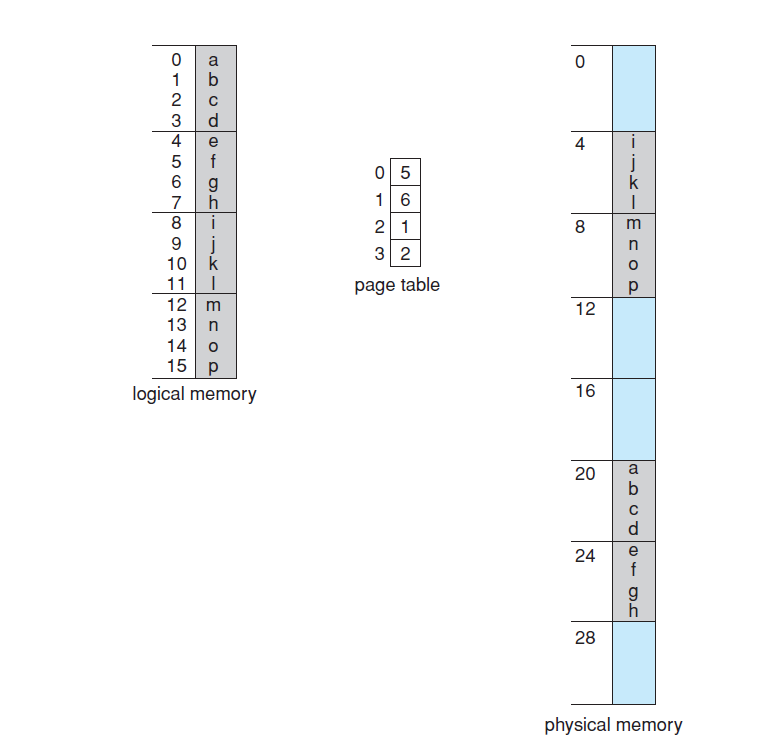 0 a
1 b
2 c
3 d
4 e
5 f
6 g
7 h
8 i
9 j
10 k
11 l
12 m
13 n
14 o
15 p
logical memory
0 5
1 6
2 1
3 2
page table
0
4 i
j
k
l
8 m
n
o
p
12
16
20 a
b
c
d
24 e
f
g
h
28
physical memory